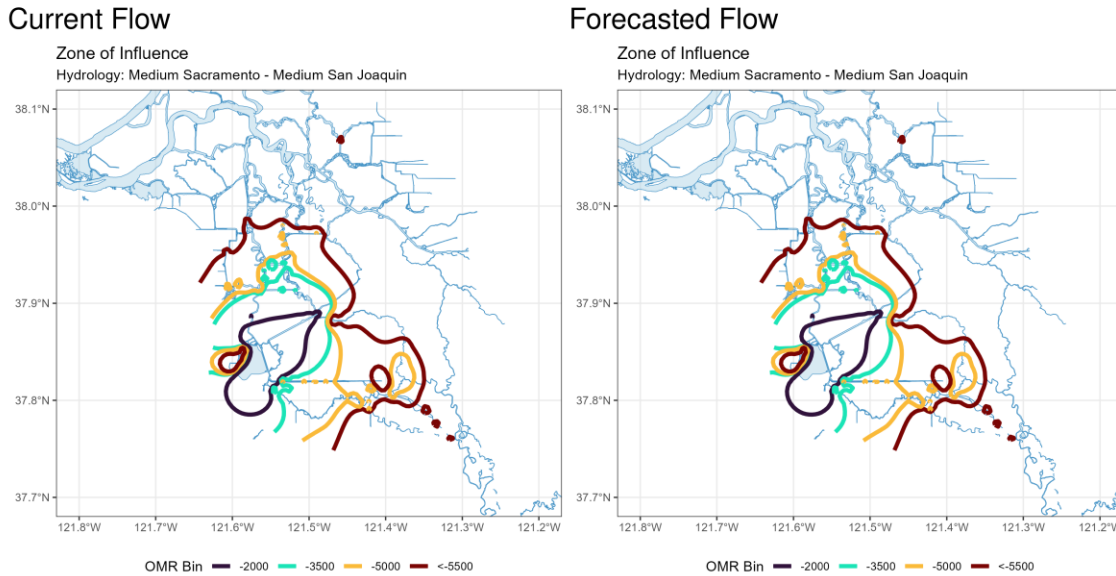 Current Flow
Zone of Influence
Hydrology: Medium Sacramento - Medium San Joaquin
38.1°N
38.0°N
37.9°N
37.8°N
37.7°N
121.8°W 121.7°W 121.6°W 121.5°W 121.4°W 121.3°W 121.2°W
OMR Bin -2000 -3500 -5000 <-5500
Forecasted Flow
Zone of Influence
Hydrology: Medium Sacramento - Medium San Joaquin
38.1°N
38.0°N
37.9°N
37.8°N
37.7°N
121.8°W 121.7°W 121.6°W 121.5°W 121.4°W 121.3°W 121.2°W
OMR Bin -2000 -3500 -5000 <-5500